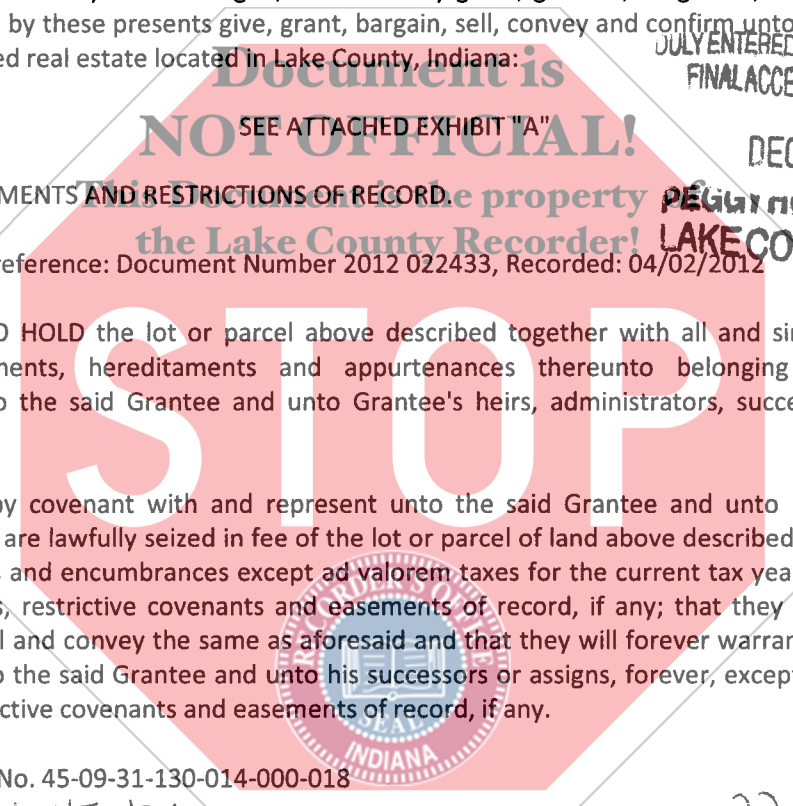 by these presents give, grant, bargain, sell, convey and confirm unto
ed real estate located in Lake County, Indiana:
DULY ENTERED
FINAL ACCE
Document is
NOT OFFICIAL!
SEE ATTACHED EXHIBIT "A"
DEC
This Document is the property of
MENTS AND RESTRICTIONS OF RECORD.
PEGGY
the Lake County Recorder!
LAKE CO
reference: Document Number 2012 022433, Recorded: 04/02/2012
STOP
O HOLD the lot or parcel above described together with all and sin
ments, hereditaments and appurtenances thereunto belonging
o the said Grantee and unto Grantee's heirs, administrators, succe
by covenant with and represent unto the said Grantee and unto
are lawfully seized in fee of the lot or parcel of land above described
s and encumbrances except ad valorem taxes for the current tax yea
s, restrictive covenants and easements of record, if any; that they
l and convey the same as aforesaid and that they will forever warran
o the said Grantee and unto his successors or assigns, forever, except
ctive covenants and easements of record, if any.
RECORDER'S OFFICE
SEAL
INDIANA
No. 45-09-31-130-014-000-018